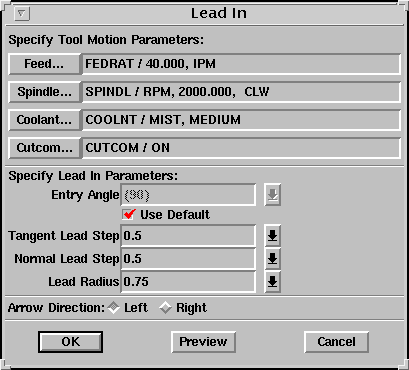 Lead In
Specify Tool Motion Parameters:
Feed... FEDRAT / 40.000, IPM
Spindle... SPINDL / RPM, 2000.000, CLW
Coolant... COOLNT / MIST, MEDIUM
Cutcom... CUTCOM / ON
Specify Lead In Parameters:
Entry Angle (90)
Use Default
Tangent Lead Step 0.5
Normal Lead Step 0.5
Lead Radius 0.75
Arrow Direction: Left Right
OK Preview Cancel